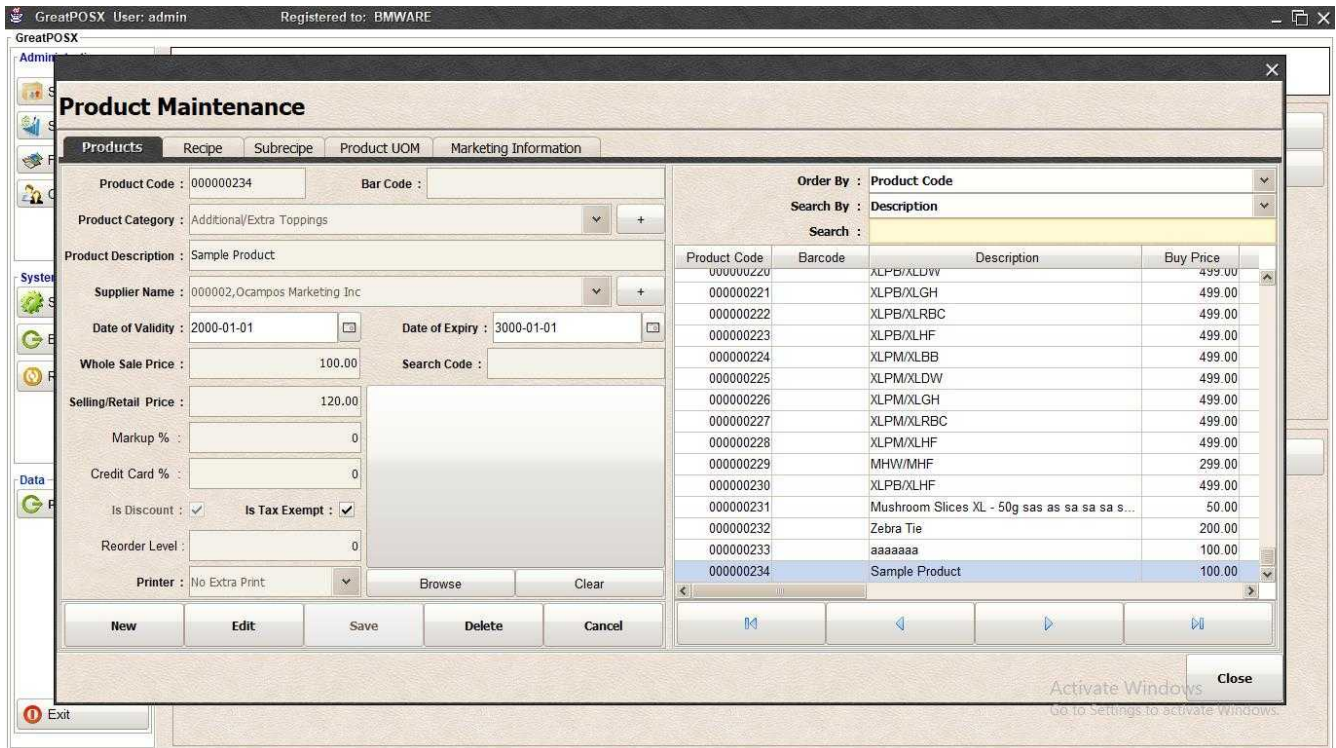 GreatPOSX User: admin Registered to: BMWARE
GreatPOSX
Product Maintenance
Products Recipe Subrecipe Product UOM Marketing Information
Product Code : 000000234 Bar Code :
Product Category : Additional/Extra Toppings +
Product Description : Sample Product
Supplier Name : 000002,Ocampos Marketing Inc +
Date of Validity : 2000-01-01 Date of Expiry : 3000-01-01
Whole Sale Price : 100.00 Search Code :
Selling/Retail Price : 120.00
Markup % : 0
Credit Card % : 0
Is Discount : Is Tax Exempt :
Reorder Level : 0
Printer : No Extra Print Browse Clear
New Edit Save Delete Cancel
Order By : Product Code
Search By : Description
Search :
Product Code Barcode Description Buy Price
000000220 XLPB/XLDW 499.00
000000221 XLPB/XLGH 499.00
000000222 XLPB/XLRBC 499.00
000000223 XLPB/XLHF 499.00
000000224 XLPM/XLBB 499.00
000000225 XLPM/XLDW 499.00
000000226 XLPM/XLGH 499.00
000000227 XLPM/XLRBC 499.00
000000228 XLPM/XLHF 499.00
000000229 MHW/MHF 299.00
000000230 XLPB/XLHF 499.00
000000231 Mushroom Slices XL - 50g sas as sa sa sa s... 50.00
000000232 Zebra Tie 200.00
000000233 aaaaaaa 100.00
000000234 Sample Product 100.00
Close
Activate Windows
Go to Settings to activate Windows.
Data
Exit